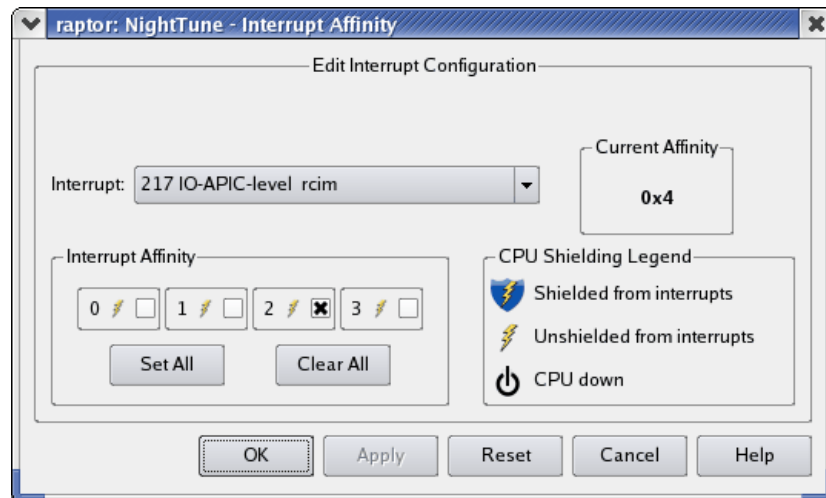 raptor: NightTune - Interrupt Affinity
Edit Interrupt Configuration
Interrupt: 217 IO-APIC-level rcim
Current Affinity
0x4
Interrupt Affinity
0 1 2 3
Set All Clear All
CPU Shielding Legend
Shielded from interrupts
Unshielded from interrupts
CPU down
OK Apply Reset Cancel Help